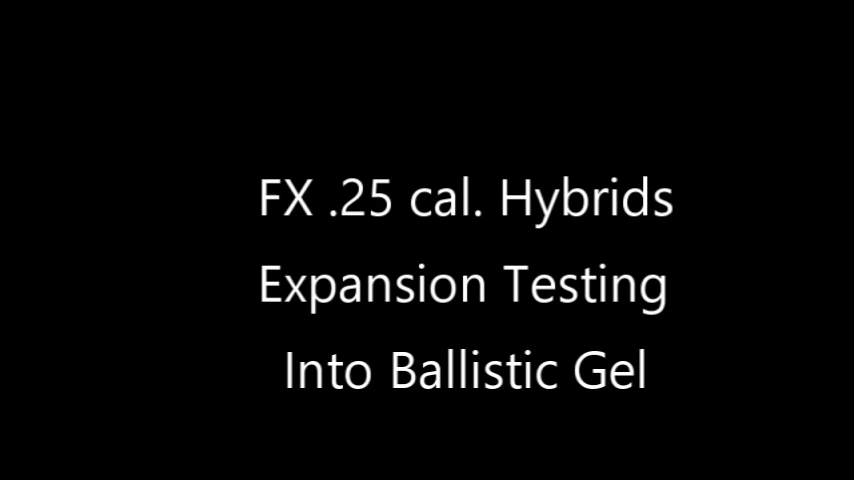 FX .25 cal. Hybrids
Expansion Testing
Into Ballistic Gel